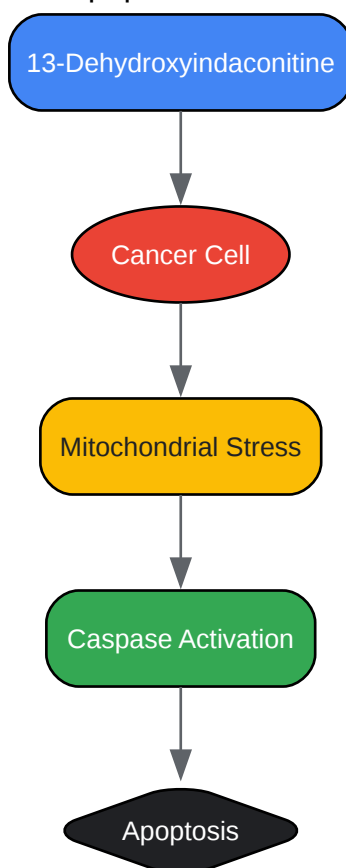 13-Dehydroxyindaconitine
Cancer Cell
Mitochondrial Stress
Caspase Activation
Apoptosis